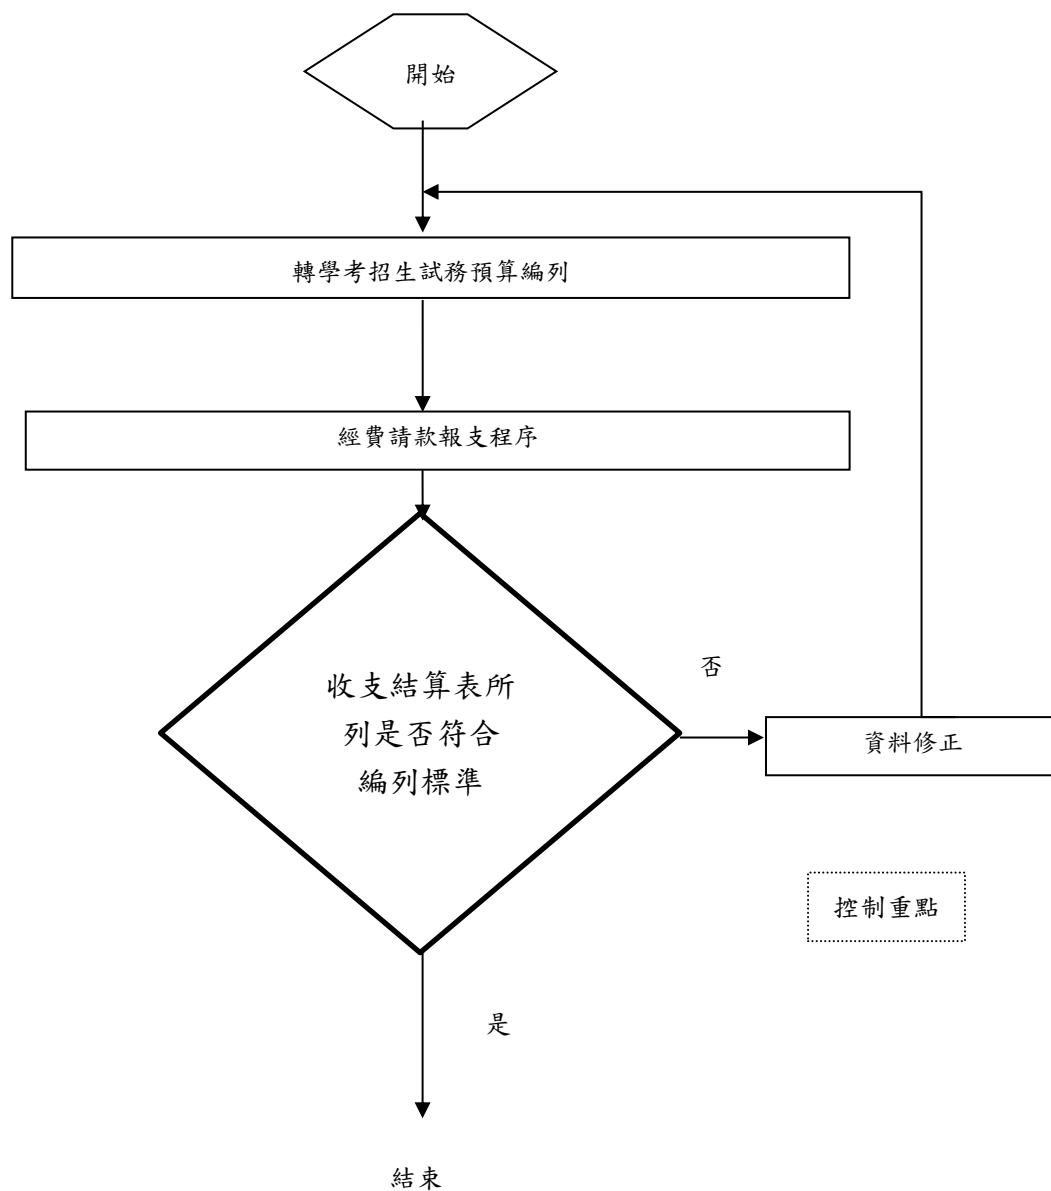 開始
轉學考招生試務預算編列
經費請款報支程序
收支結算表所
列是否符合
編列標準
否
資料修正
控制重點
是
結束